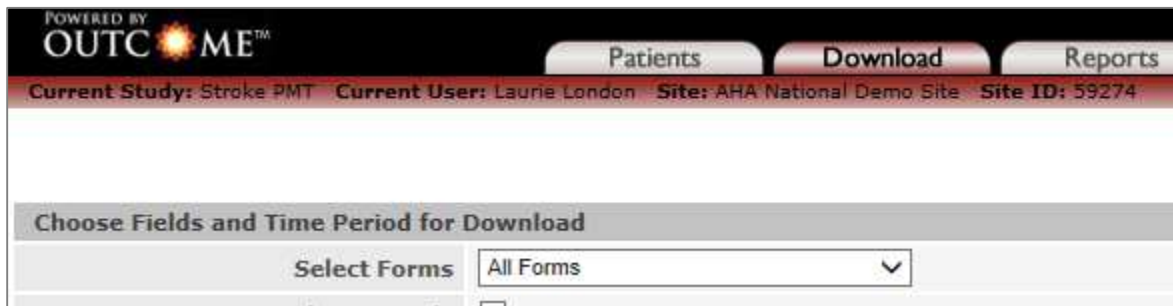 POWERED BY
OUTCOME™
Patients Download Reports
Current Study: Stroke PMT Current User: Laurie London Site: AHA National Demo Site Site ID: 59274
Choose Fields and Time Period for Download
Select Forms All Forms